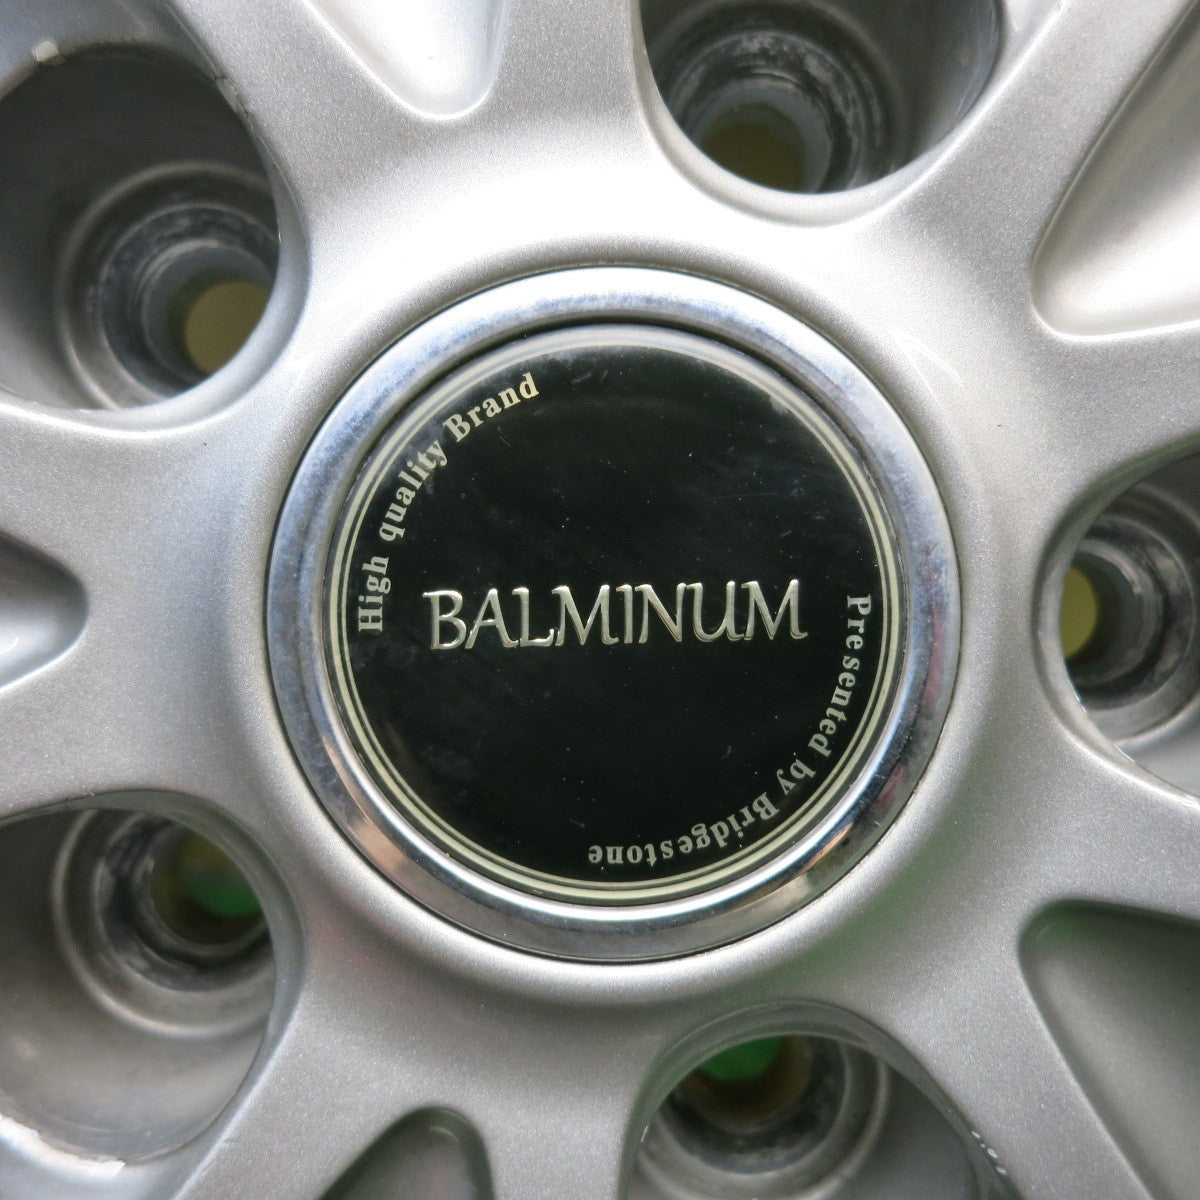 High quality Brand
BALMINUM
Presented by Bridgestone